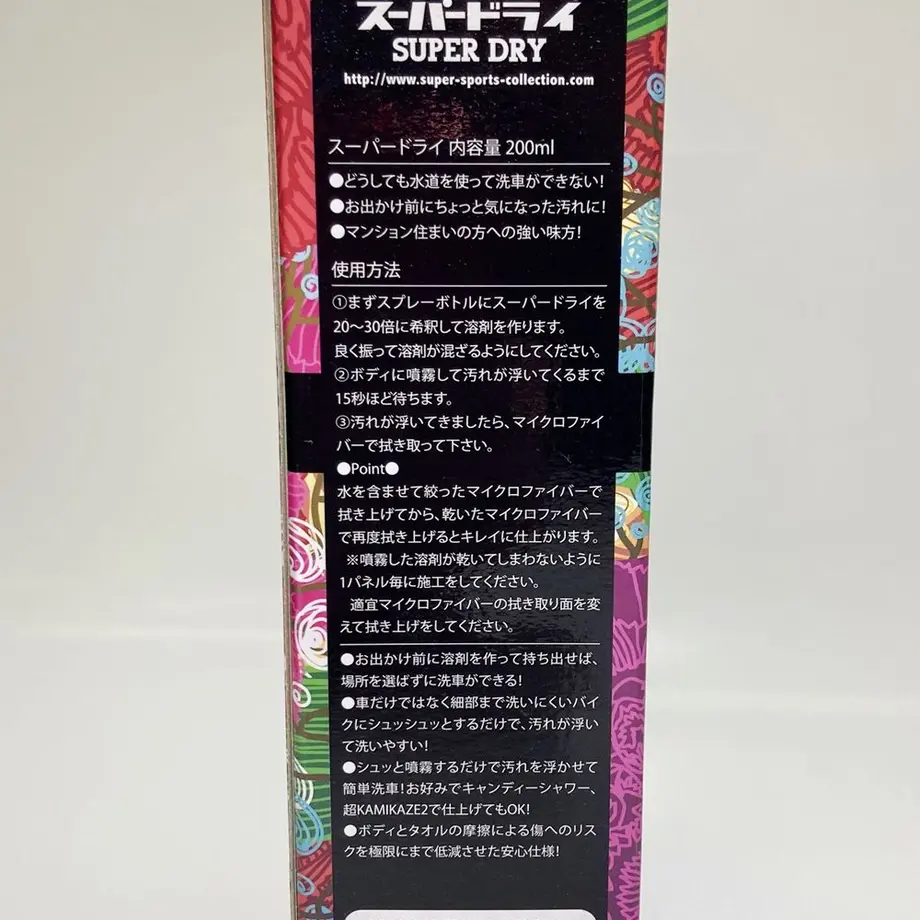 スーパードライ
SUPER DRY
http://www.super-sports-collection.com
スーパードライ 内容量 200ml
●どうしても水道を使って洗車ができない!
●お出かけ前にちょっと気になった汚れに!
●マンション住まいの方への強い味方!
使用方法
①まずスプレーボトルにスーパードライを
20〜30倍に希釈して溶剤を作ります。
良く振って溶剤が混ざるようにしてください。
②ボディに噴霧して汚れが浮いてくるまで
15秒ほど待ちます。
③汚れが浮いてきましたら、マイクロファイ
バーで拭き取って下さい。
●Point●
水を含ませて絞ったマイクロファイバーで
拭き上げてから、乾いたマイクロファイバー
で再度拭き上げるとキレイに仕上がります。
※噴霧した溶剤が乾いてしまわないように
1パネル毎に施工をしてください。
適宜マイクロファイバーの拭き取り面を変
えて拭き上げをしてください。
●お出かけ前に溶剤を作って持ち出せば、
場所を選ばずに洗車ができる!
●車だけではなく細部まで洗いにくいバイ
クにシュッシュッとするだけで、汚れが浮い
て洗いやすい!
●シュッと噴霧するだけで汚れを浮かせて
簡単洗車!お好みでキャンディーシャワー、
超KAMIKAZE2で仕上げてもOK!
●ボディとタオルの摩擦による傷へのリス
クを極限にまで低減させた安心仕様!